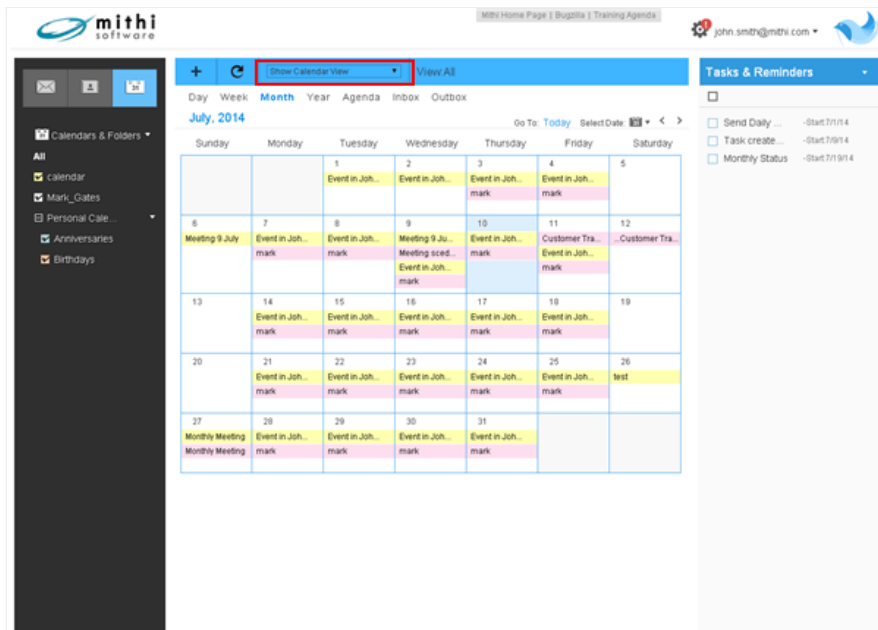 mithi
software
Mithi Home Page | Bugzilla | Training Agenda
john.smith@mithi.com
31
Calendars & Folders
All
calendar
Mark_Gates
Personal Cale...
Anniversaries
Birthdays
+ Show Calendar View View:All
Day Week Month Year Agenda Inbox Outbox
July, 2014
Go To: Today Select Date: < >
Sunday Monday Tuesday Wednesday Thursday Friday Saturday
1 2 3 4 5
Event in Joh... Event in Joh... Event in Joh... Event in Joh...
mark mark
6 7 8 9 10 11 12
Meeting 9 July Event in Joh... Event in Joh... Meeting 9 Ju... Event in Joh... Customer Tra... ...Customer Tra...
mark mark Meeting sced... mark Event in Joh...
Event in Joh... mark
mark
13 14 15 16 17 18 19
Event in Joh... Event in Joh... Event in Joh... Event in Joh... Event in Joh...
mark mark mark mark mark
20 21 22 23 24 25 26
Event in Joh... Event in Joh... Event in Joh... Event in Joh... Event in Joh... test
mark mark mark mark mark
27 28 29 30 31
Monthly Meeting Event in Joh... Event in Joh... Event in Joh... Event in Joh...
Monthly Meeting mark mark mark mark
Tasks & Reminders
Send Daily ... -Start:7/1/14
Task create... -Start:7/9/14
Monthly Status -Start:7/19/14